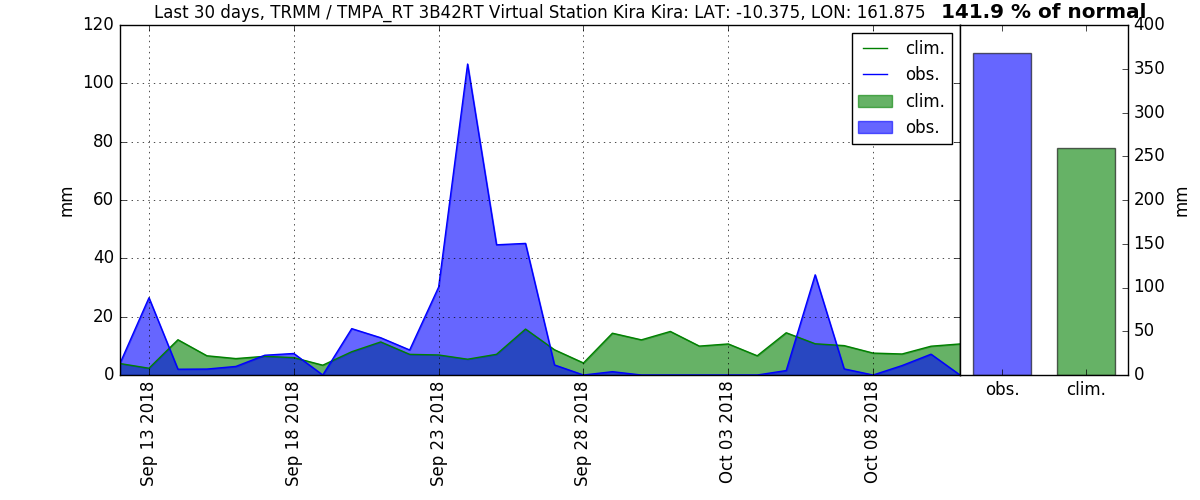 Last 30 days, TRMM / TMPA_RT 3B42RT Virtual Station Kira Kira: LAT: -10.375, LON: 161.875 141.9 % of normal
120
100
80
60
40
20
0
mm
clim.
obs.
clim.
obs.
Sep 13 2018
Sep 18 2018
Sep 23 2018
Sep 28 2018
Oct 03 2018
Oct 08 2018
400
350
300
250
200
150
100
50
0
mm
obs. clim.